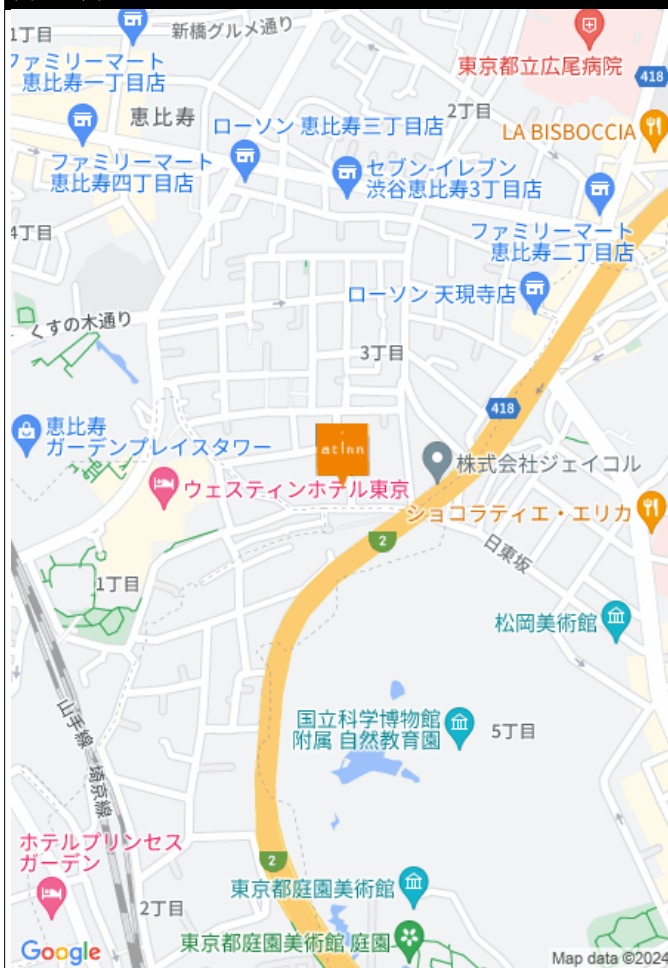 1丁目
新橋グルメ通り
ファミリーマート
恵比寿一丁目店
東京都立広尾病院
418
恵比寿
ローソン 恵比寿三丁目店
2丁目
LA BISBOCCIA
ファミリーマート
恵比寿四丁目店
セブン-イレブン
渋谷恵比寿3丁目店
4丁目
ファミリーマート
恵比寿二丁目店
ローソン 天現寺店
くすの木通り
3丁目
418
恵比寿
ガーデンプレイスタワー
atinn
株式会社ジェイコル
ウェスティンホテル東京
ショコラティエ・エリカ
2
日東坂
1丁目
松岡美術館
山手線
埼京線
国立科学博物館
附属 自然教育園
5丁目
ホテルプリンセス
ガーデン
2
東京都庭園美術館
2丁目
東京都庭園美術館 庭園
Google
Map data ©2024